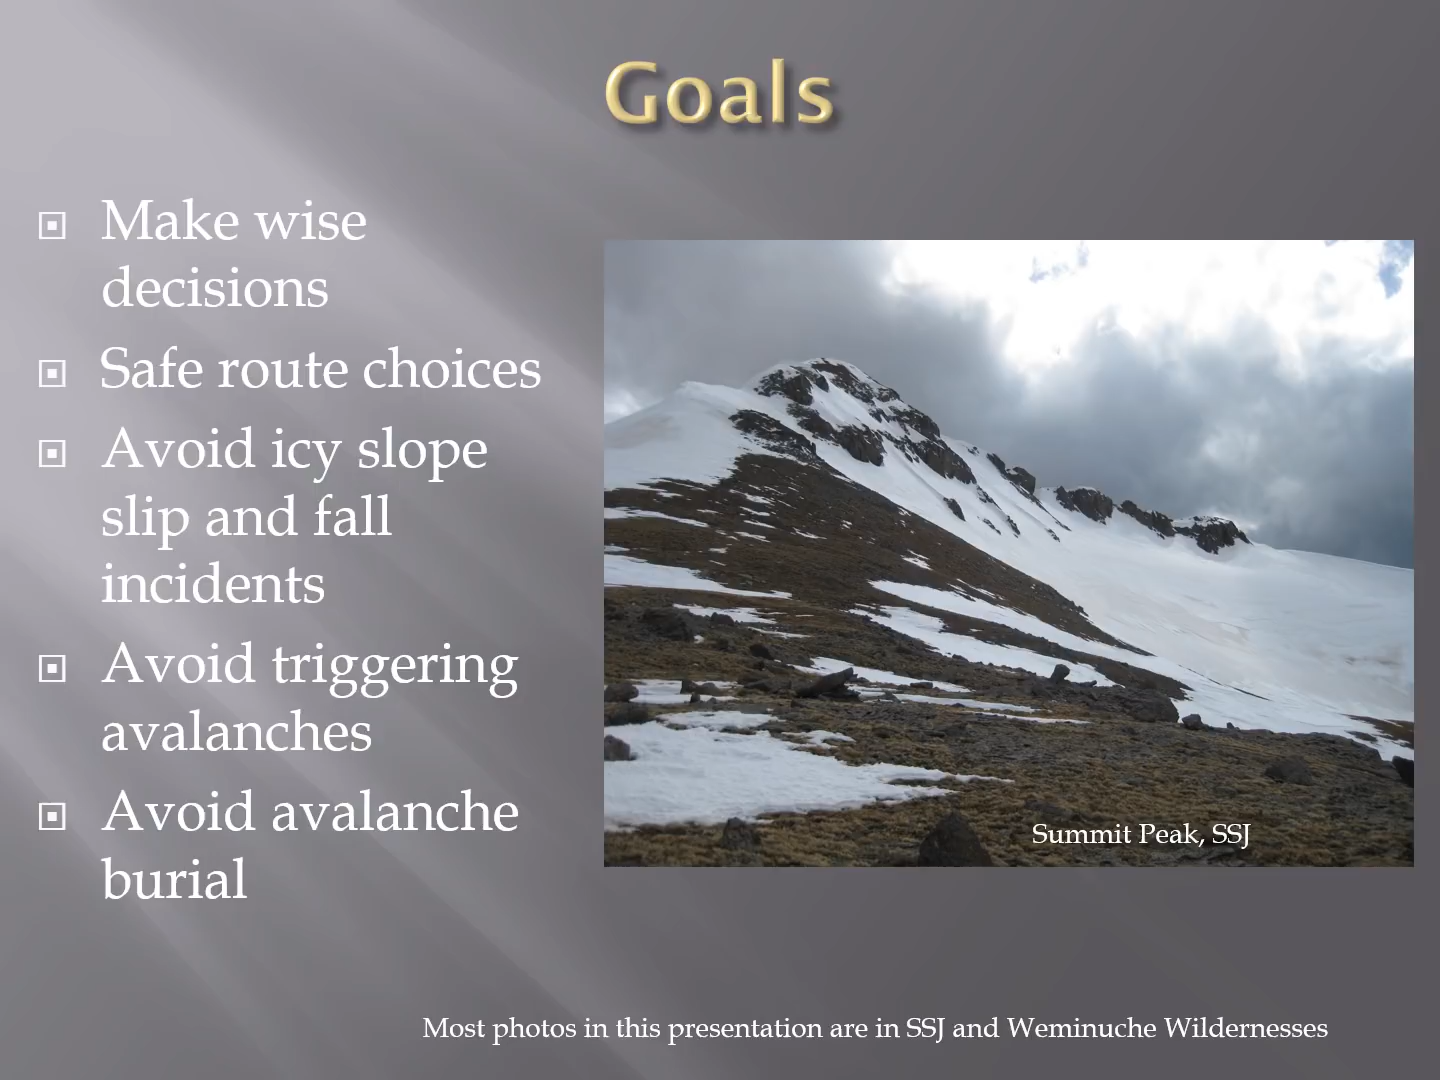 Goals
Make wise
decisions
Safe route choices
Avoid icy slope
slip and fall
incidents
Avoid triggering
avalanches
Avoid avalanche
burial
Summit Peak, SSJ
Most photos in this presentation are in SSJ and Weminuche Wildernesses